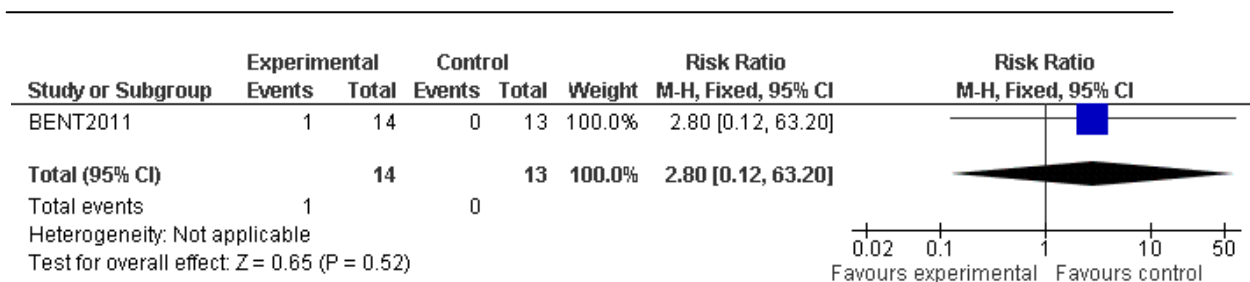 Experimental Control Risk Ratio Risk Ratio
Study or Subgroup Events Total Events Total Weight M-H, Fixed, 95% CI M-H, Fixed, 95% CI
BENT2011 1 14 0 13 100.0% 2.80 [0.12, 63.20]
Total (95% CI) 14 13 100.0% 2.80 [0.12, 63.20]
Total events 1 0
Heterogeneity: Not applicable
Test for overall effect: Z = 0.65 (P = 0.52)
0.02 0.1 1 10 50
Favours experimental Favours control